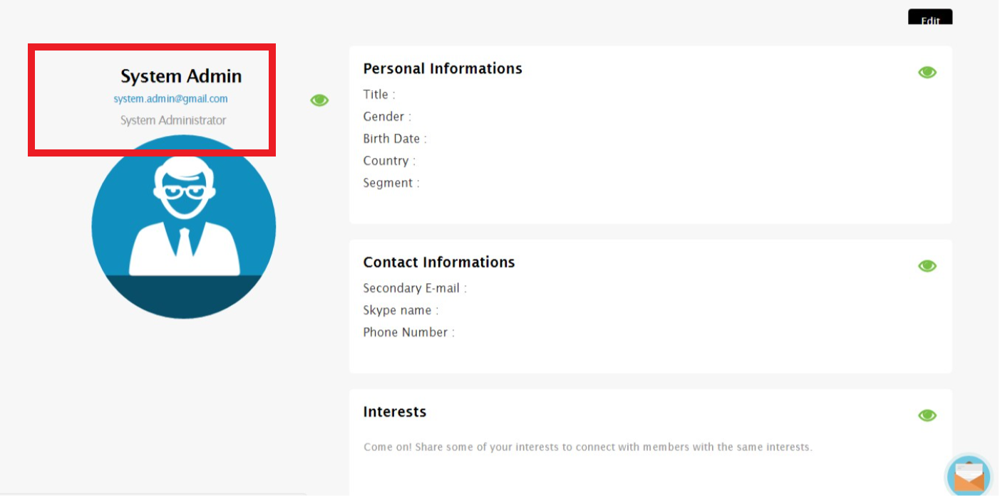 Edit
System Admin
system.admin@gmail.com
System Administrator
Personal Informations
Title :
Gender :
Birth Date :
Country :
Segment :
Contact Informations
Secondary E-mail :
Skype name :
Phone Number :
Interests
Come on! Share some of your interests to connect with members with the same interests.